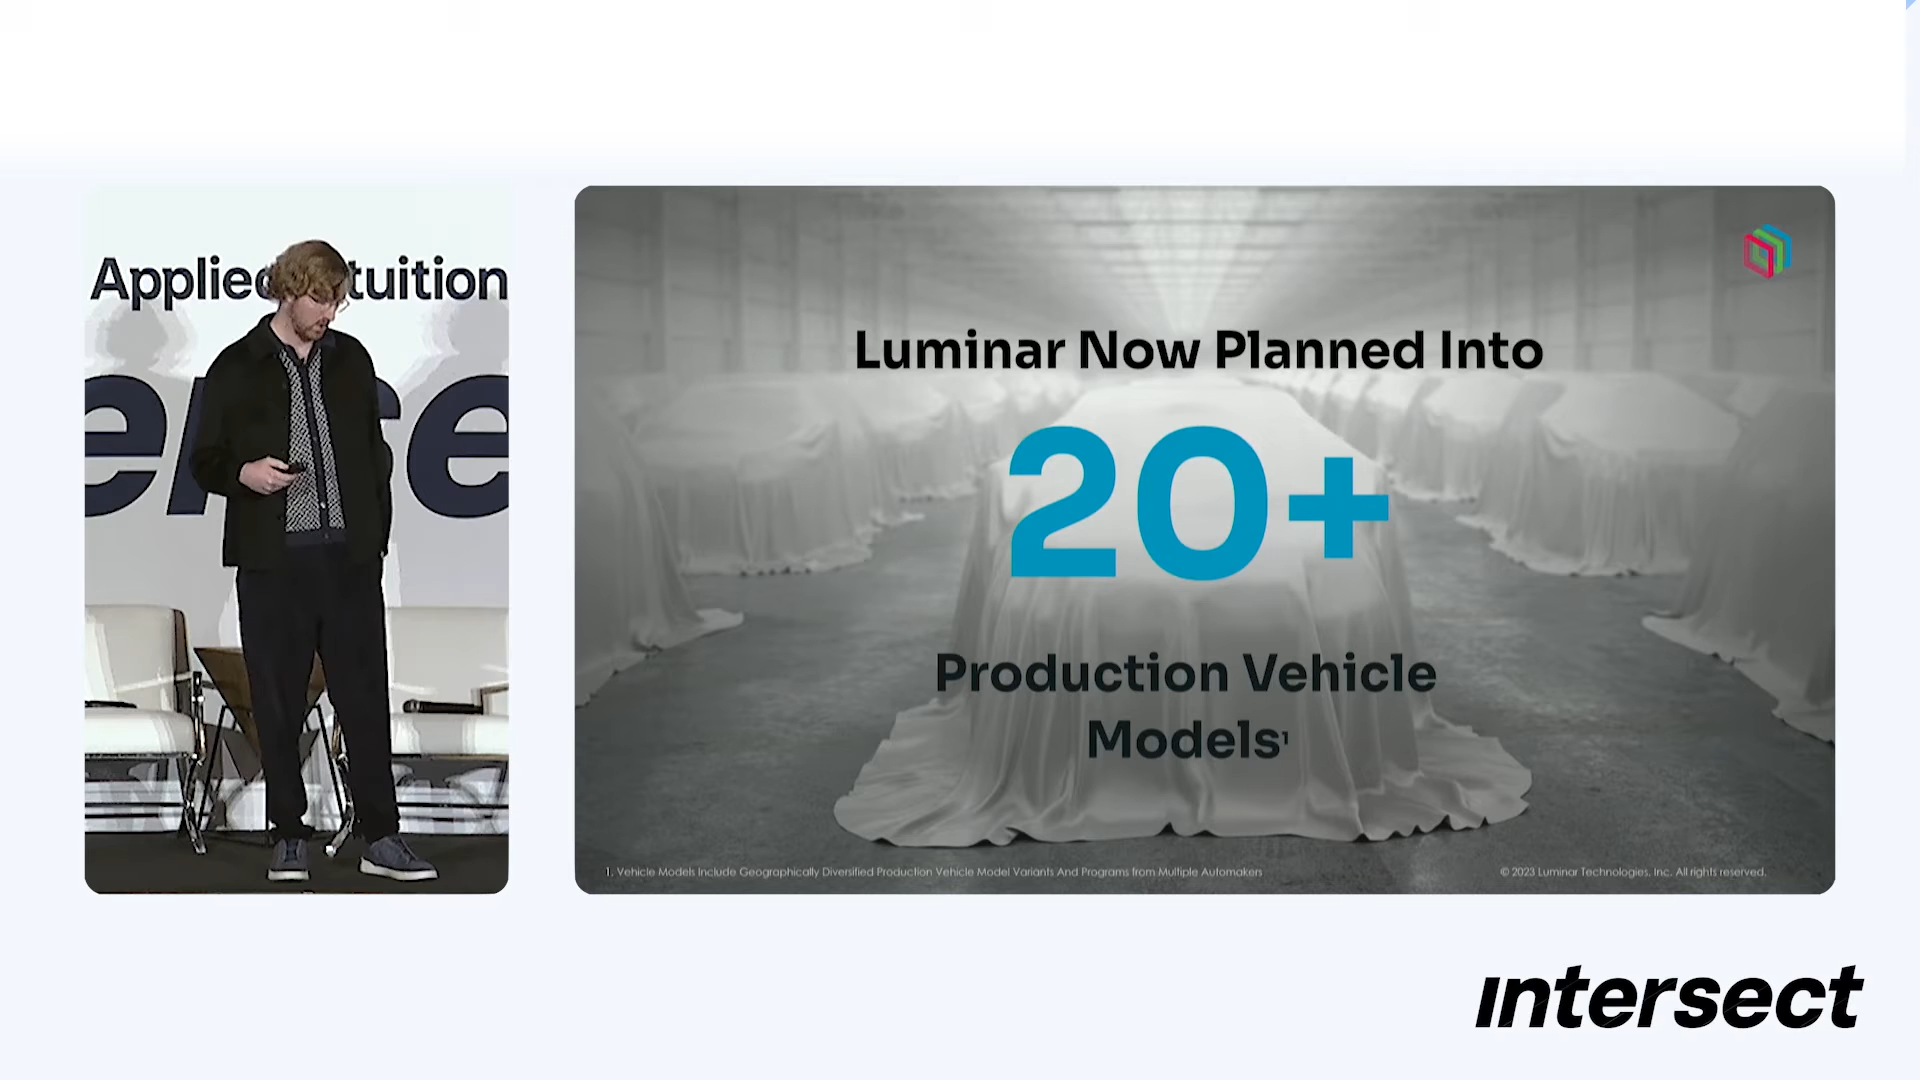 Applied Intuition
Luminar Now Planned Into
20+
Production Vehicle
Models¹
1. Vehicle Models Include Geographically Diversified Production Vehicle Model Variants And Programs from Multiple Automakers
© 2023 Luminar Technologies, Inc. All rights reserved.
intersect